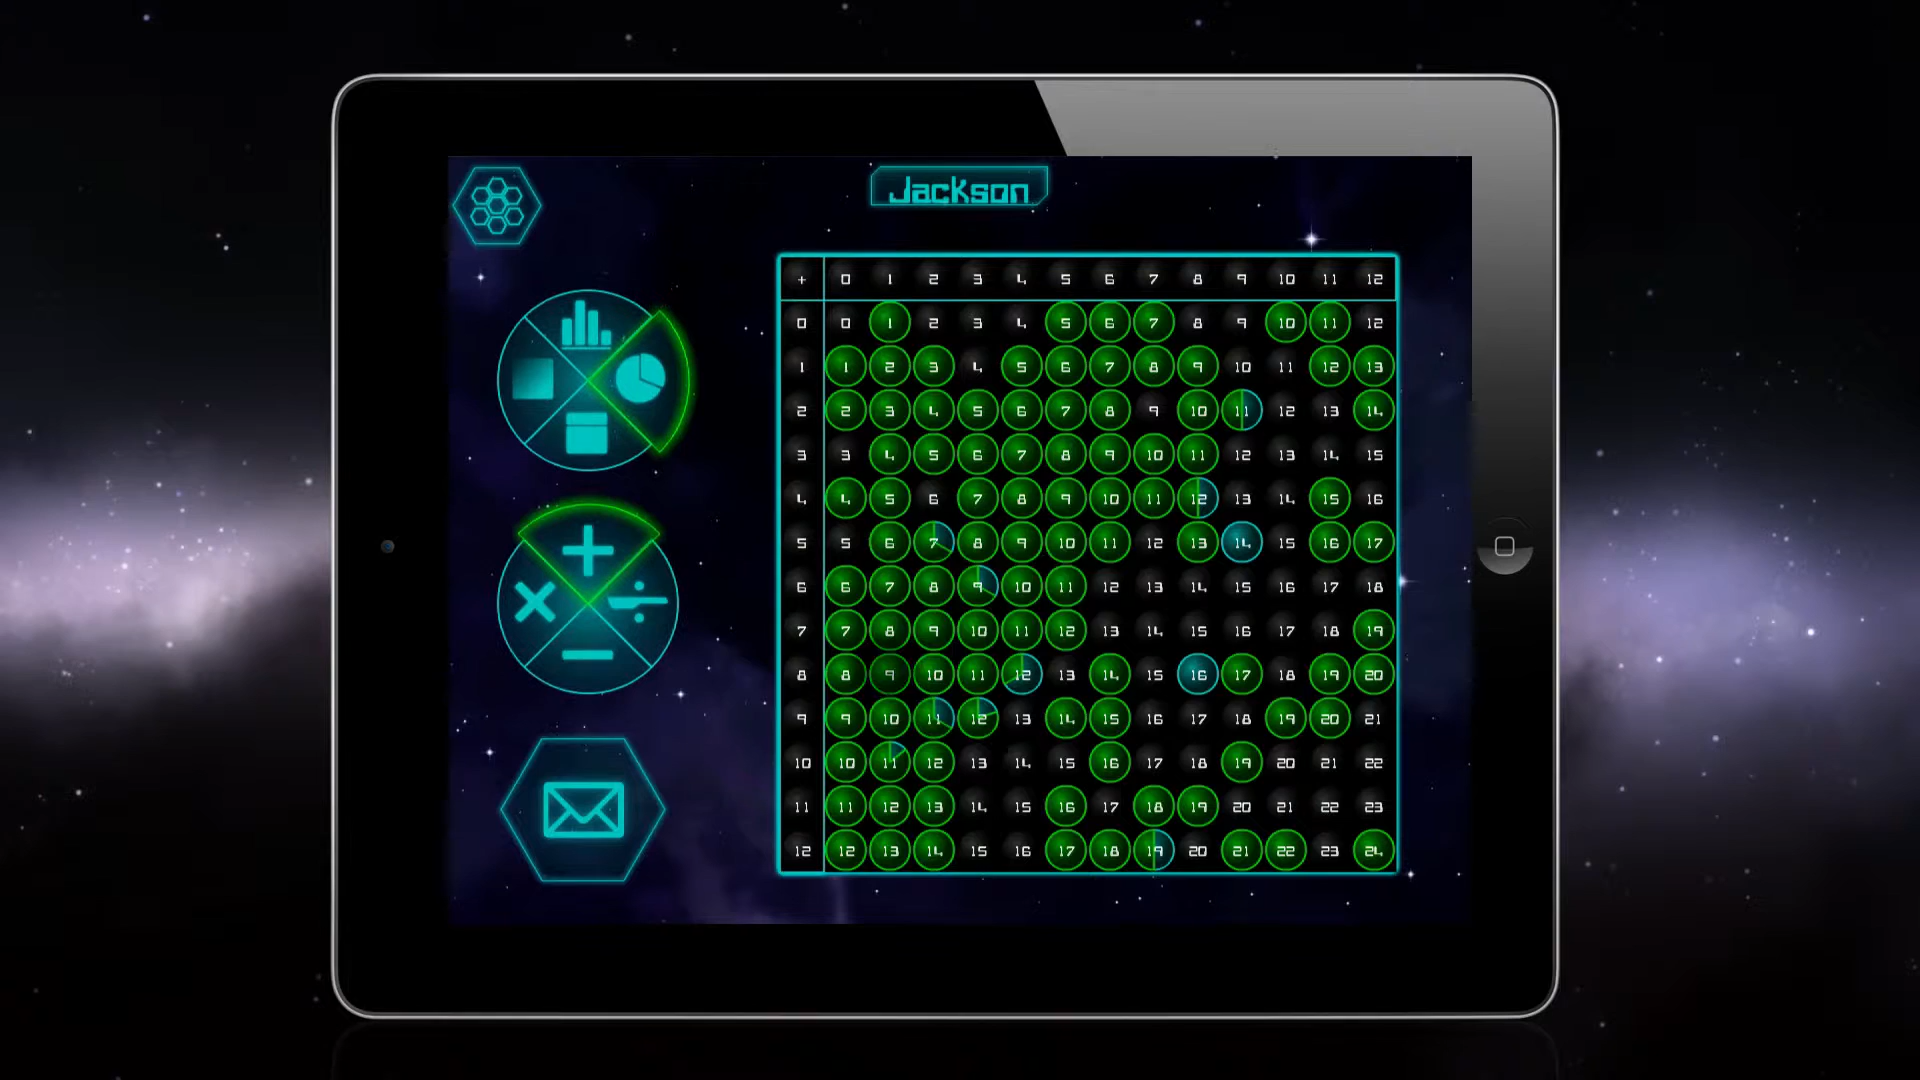 Jackson
+ 0 1 2 3 4 5 6 7 8 9 10 11 12
0 0 1 2 3 4 5 6 7 8 9 10 11 12
1 1 2 3 4 5 6 7 8 9 10 11 12 13
2 2 3 4 5 6 7 8 9 10 11 12 13 14
3 3 4 5 6 7 8 9 10 11 12 13 14 15
4 4 5 6 7 8 9 10 11 12 13 14 15 16
5 5 6 7 8 9 10 11 12 13 14 15 16 17
6 6 7 8 9 10 11 12 13 14 15 16 17 18
7 7 8 9 10 11 12 13 14 15 16 17 18 19
8 8 9 10 11 12 13 14 15 16 17 18 19 20
9 9 10 11 12 13 14 15 16 17 18 19 20 21
10 10 11 12 13 14 15 16 17 18 19 20 21 22
11 11 12 13 14 15 16 17 18 19 20 21 22 23
12 12 13 14 15 16 17 18 19 20 21 22 23 24
+
× ÷
−